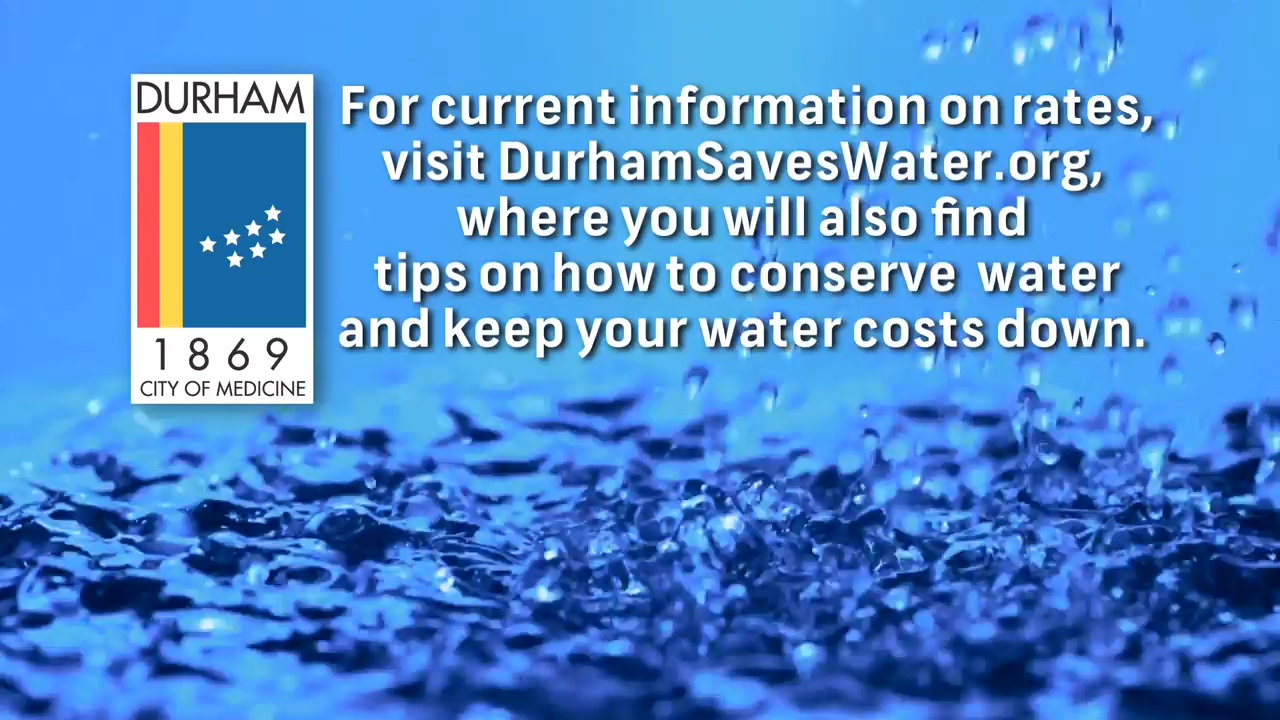 DURHAM
1869
CITY OF MEDICINE
For current information on rates,
visit DurhamSavesWater.org,
where you will also find
tips on how to conserve  water
and keep your water costs down.